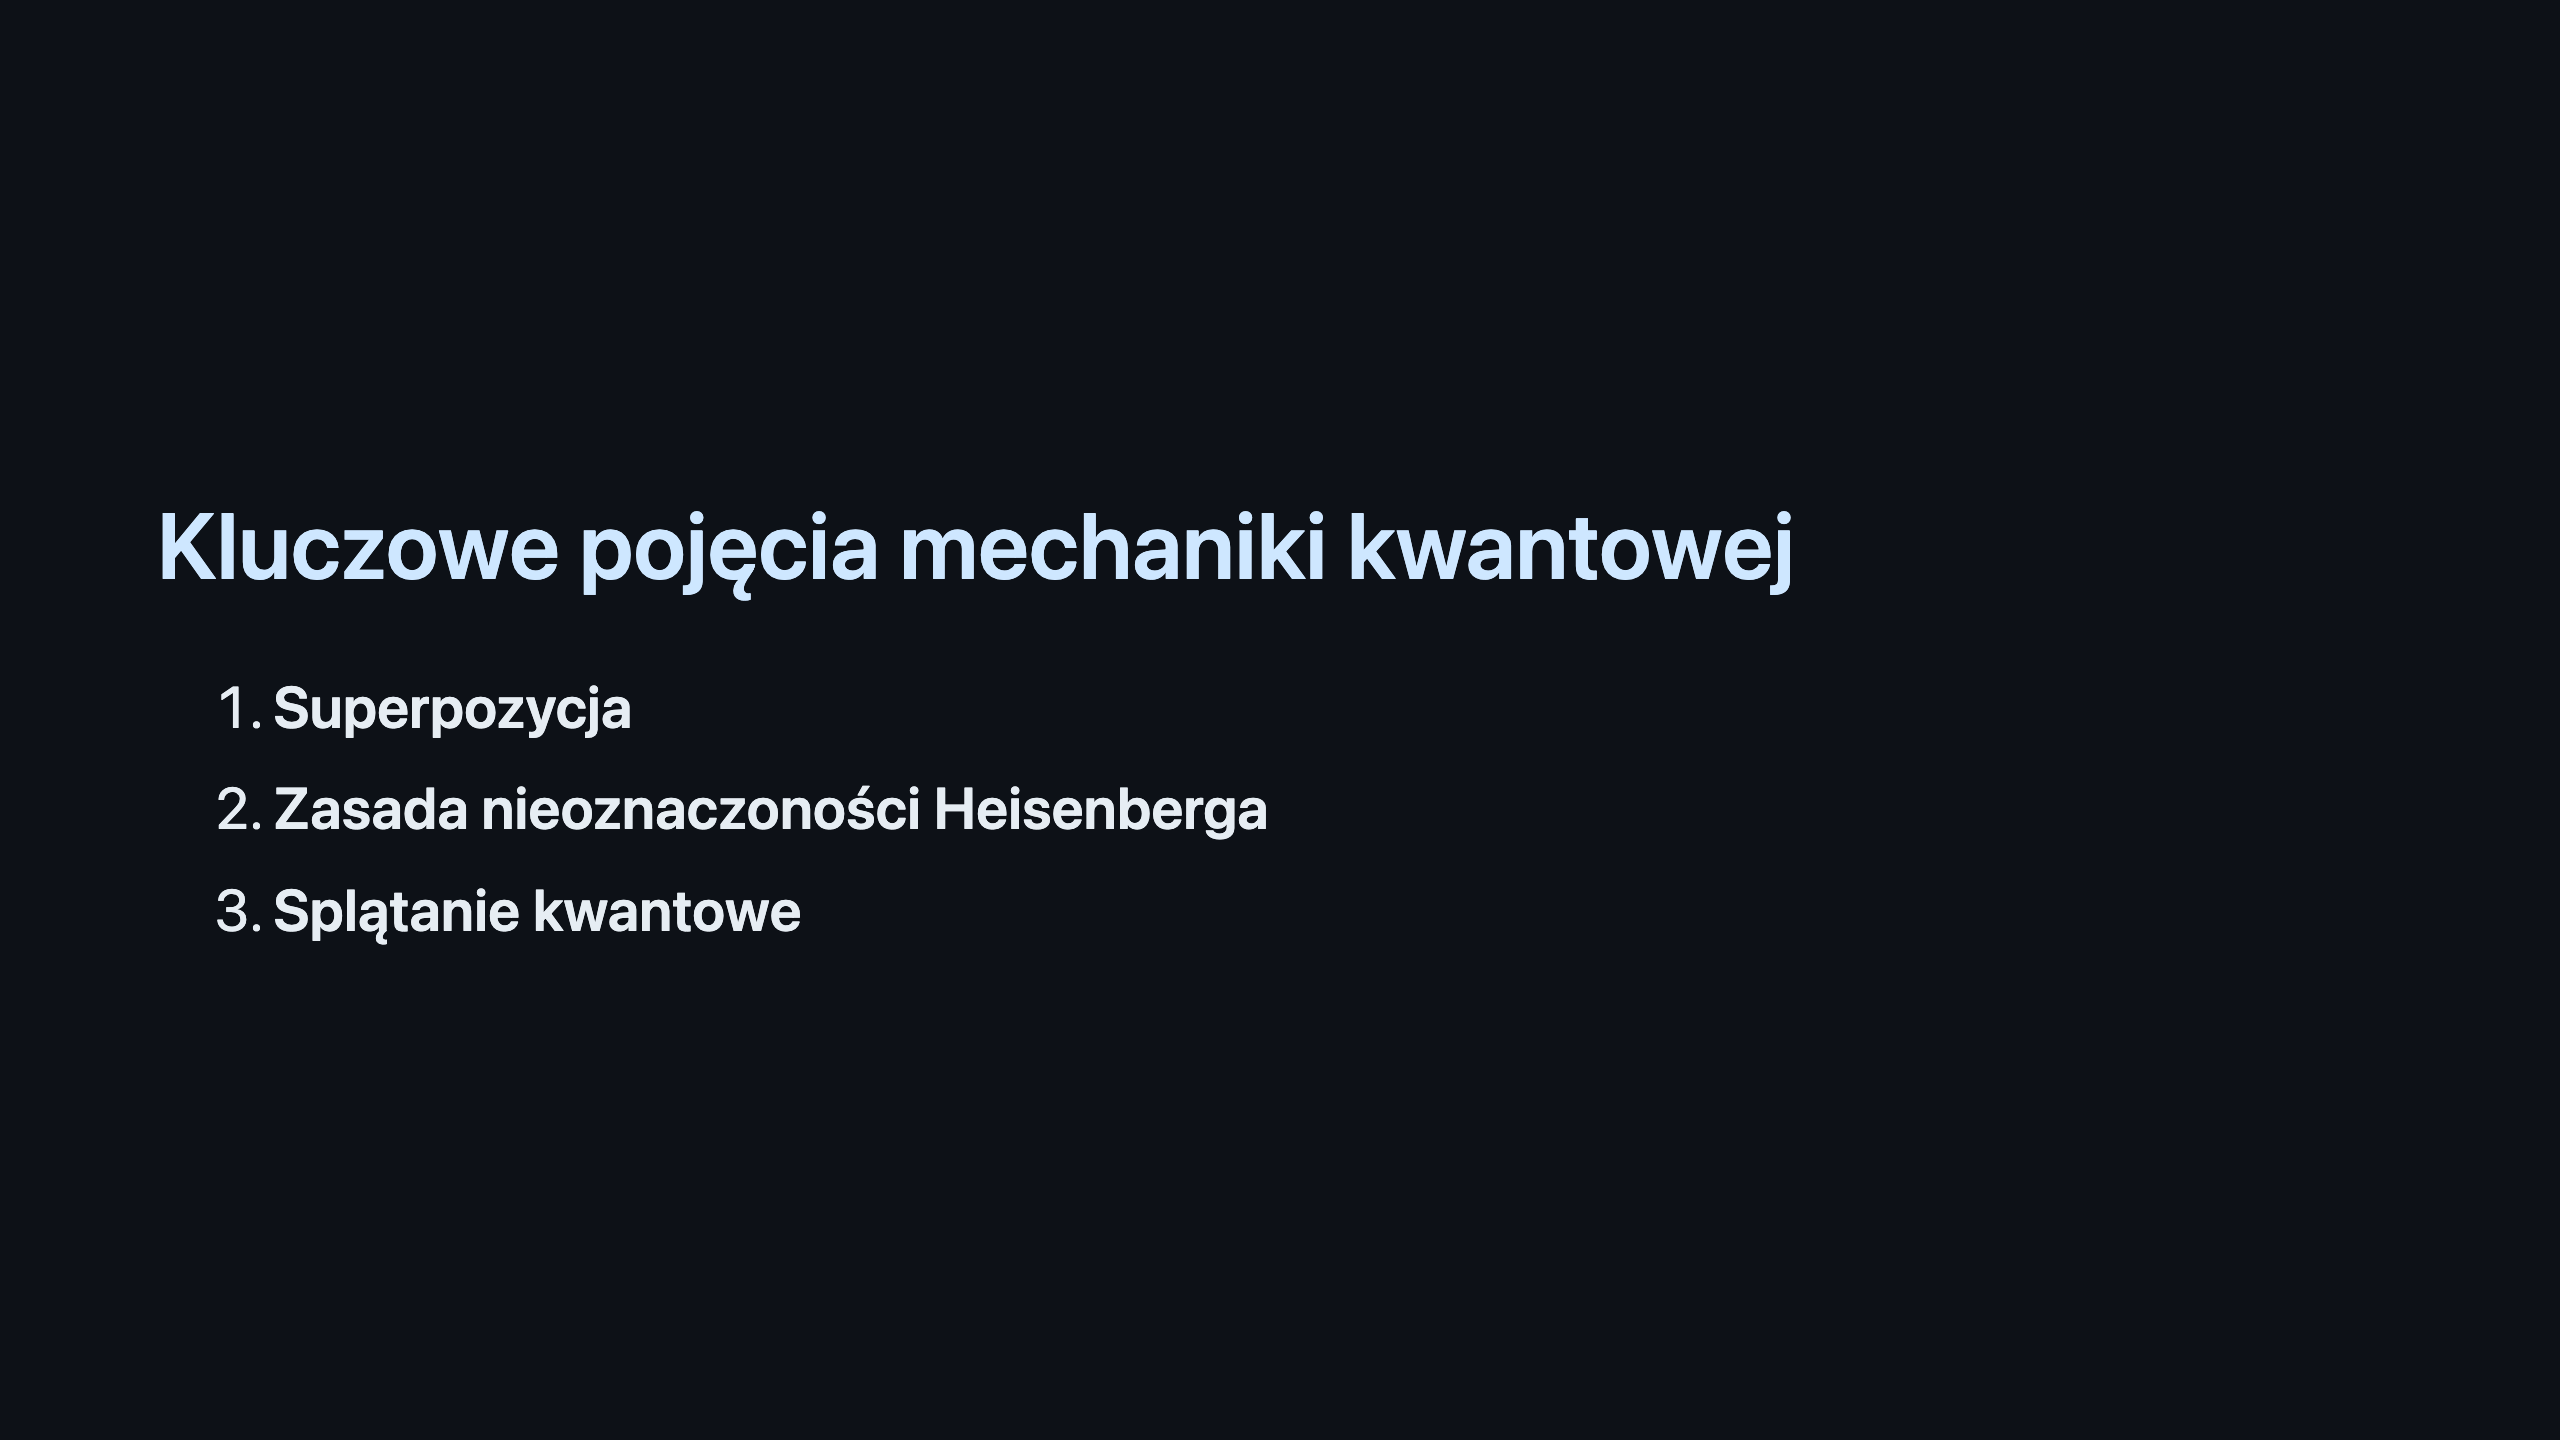 Kluczowe pojęcia mechaniki kwantowej
1. Superpozycja
2. Zasada nieoznaczoności Heisenberga
3. Splątanie kwantowe